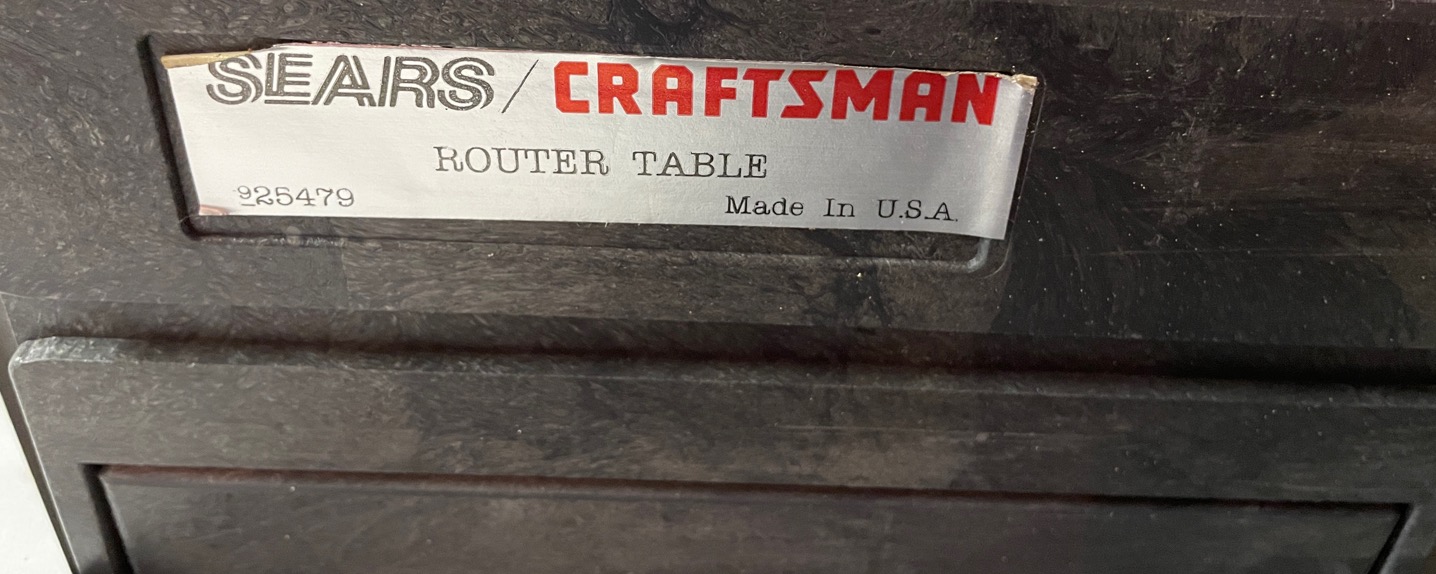 SEARS/CRAFTSMAN
ROUTER TABLE
925479
Made In U.S.A.